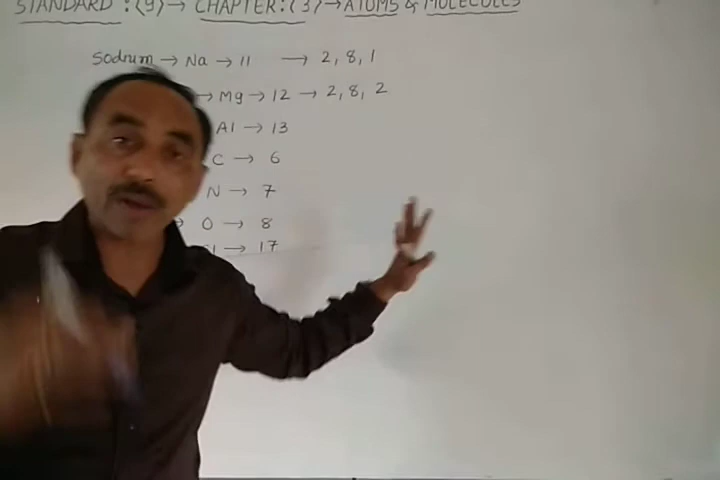 STANDARD :(9)→ CHAPTER:(3)→ATOMS & MOLECULES
Sodium → Na → 11 → 2, 8, 1
→ Mg → 12 → 2, 8, 2
Al → 13
C → 6
N → 7
O → 8
→ 17